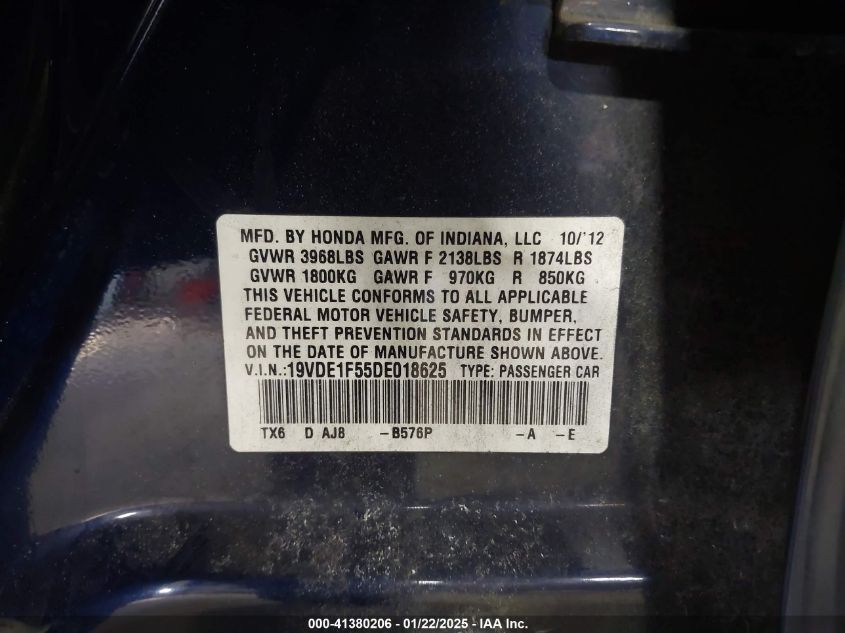 MFD. BY HONDA MFG. OF INDIANA, LLC 10/'12
GVWR 3968LBS GAWR F 2138LBS R 1874LBS
GVWR 1800KG GAWR F 970KG R 850KG
THIS VEHICLE CONFORMS TO ALL APPLICABLE
FEDERAL MOTOR VEHICLE SAFETY, BUMPER,
AND THEFT PREVENTION STANDARDS IN EFFECT
ON THE DATE OF MANUFACTURE SHOWN ABOVE.
V.I.N.:19VDE1F55DE018625 TYPE: PASSENGER CAR
TX6 D AJ8 -B576P -A -E
000-41380206 - 01/22/2025 - IAA Inc.